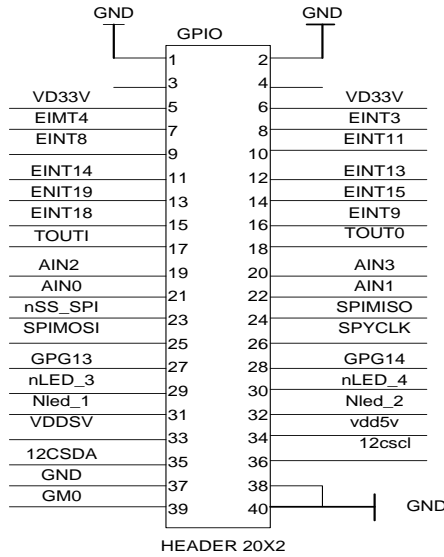 GND GND
GPIO
1 2
3 4
VD33V 5 6 VD33V
EIMT4 7 8 EINT3
EINT8 9 10 EINT11
EINT14 11 12 EINT13
ENIT19 13 14 EINT15
EINT18 15 16 EINT9
TOUTI 17 18 TOUT0
AIN2 19 20 AIN3
AIN0 21 22 AIN1
nSS_SPI 23 24 SPIMISO
SPIMOSI 25 26 SPYCLK
GPG13 27 28 GPG14
nLED_3 29 30 nLED_4
Nled_1 31 32 Nled_2
VDDSV 33 34 vdd5v
12CSDA 35 36 12cscl
GND 37 38
GM0 39 40 GND
HEADER 20X2